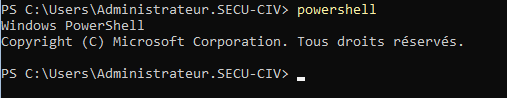 PS C:\Users\Administrateur.SECU-CIV> powershell
Windows PowerShell
Copyright (C) Microsoft Corporation. Tous droits réservés.
PS C:\Users\Administrateur.SECU-CIV> _